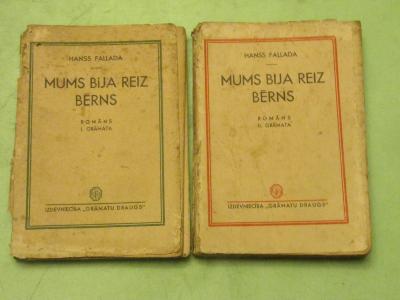 HANSS FALLADA
MUMS BIJA REIZ
BĒRNS
ROMĀNS
I. GRĀMATA
IZDEVNIECĪBA „GRĀMATU DRAUGS"
HANSS FALLADA
MUMS BIJA REIZ
BĒRNS
ROMĀNS
II. GRĀMATA
IZDEVNIECĪBA „GRĀMATU DRAUGS"